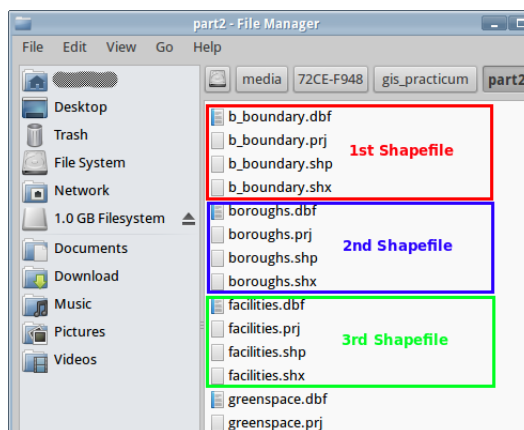 part2 - File Manager
File Edit View Go Help
media 72CE-F948 gis_practicum part2
Desktop
Trash
File System
Network
1.0 GB Filesystem
Documents
Download
Music
Pictures
Videos
b_boundary.dbf
b_boundary.prj
b_boundary.shp
b_boundary.shx
1st Shapefile
boroughs.dbf
boroughs.prj
boroughs.shp
boroughs.shx
2nd Shapefile
facilities.dbf
facilities.prj
facilities.shp
facilities.shx
3rd Shapefile
greenspace.dbf
greenspace.prj